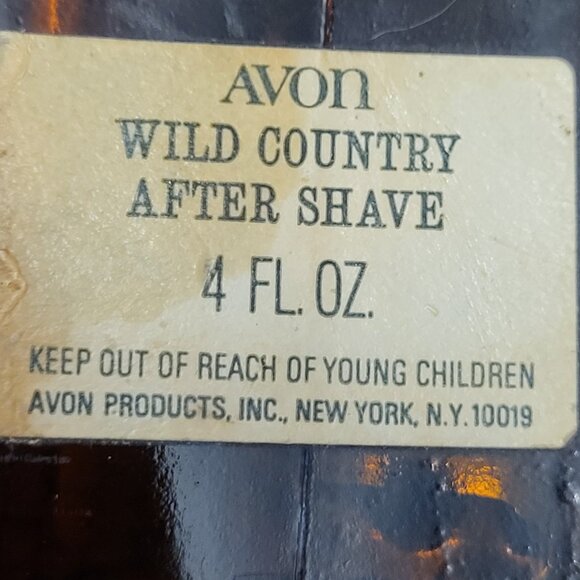 AVON
WILD COUNTRY
AFTER SHAVE
4 FL. OZ.
KEEP OUT OF REACH OF YOUNG CHILDREN
AVON PRODUCTS, INC., NEW YORK, N.Y. 10019